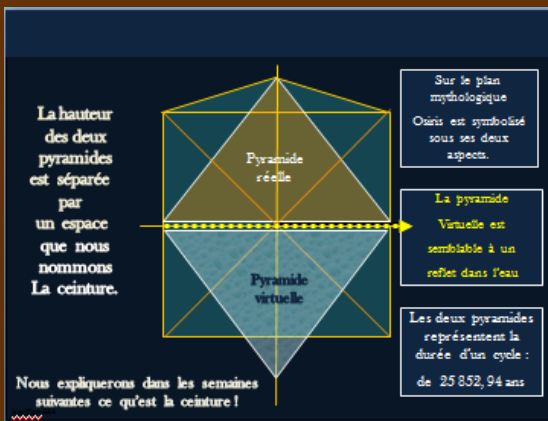 La hauteur
des deux
pyramides
est séparée
par
un espace
que nous
nommons
La ceinture.
Pyramide
réelle
Pyramide
virtuelle
Sur le plan
mythologique
Osiris est symbolisé
sous ses deux
aspects.
La pyramide
Virtuelle est
semblable à un
reflet dans l'eau
Les deux pyramides
représentent la
durée d'un cycle :
de 25 852, 94 ans
Nous expliquerons dans les semaines
suivantes ce qu'est la ceinture !